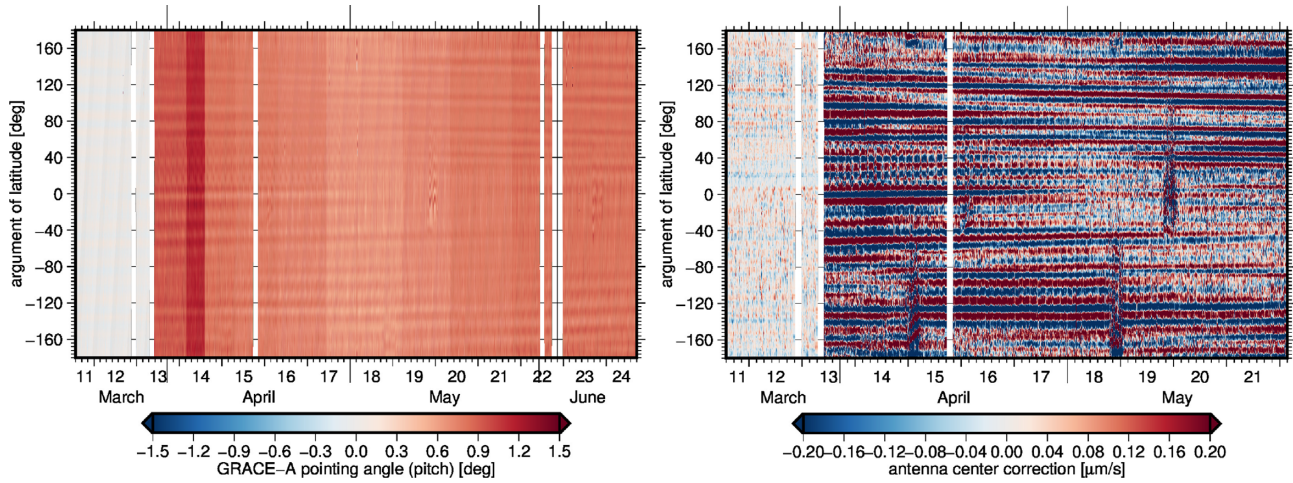 160
120
80
40
0
−40
−80
−120
−160
argument of latitude [deg]
11 12 13 14 15 16 17 18 19 20 21 22 23 24
March April May June
−1.5 −1.2 −0.9 −0.6 −0.3 0.0 0.3 0.6 0.9 1.2 1.5
GRACE−A pointing angle (pitch) [deg]
160
120
80
40
0
−40
−80
−120
−160
argument of latitude [deg]
11 12 13 14 15 16 17 18 19 20 21
March April May
−0.20 −0.16 −0.12 −0.08 −0.04 0.00 0.04 0.08 0.12 0.16 0.20
antenna center correction [μm/s]